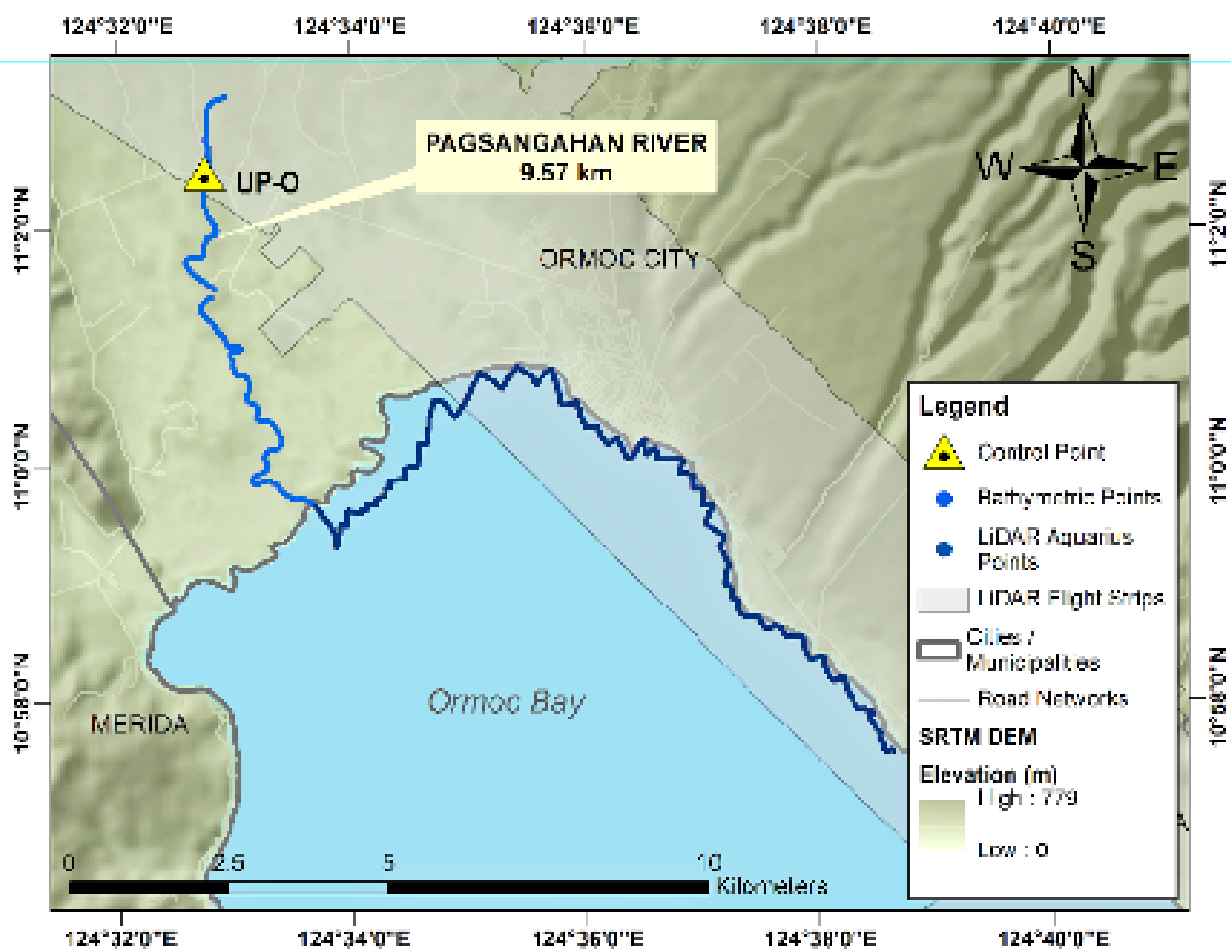 124°32'0"E 124°34'0"E 124°36'0"E 124°38'0"E 124°40'0"E
N
PAGSANGAHAN RIVER
9.57 km
W E
UP-O
11°2'0"N 11°2'0"N
S
ORMOC CITY
Legend
Control Point
11°0'0"N 11°0'0"N
Bathymetric Points
LiDAR Aquarius
Points
LiDAR Flight Strips
Cities /
Municipalities
Road Networks
10°58'0"N 10°58'0"N
Ormoc Bay
MERIDA
SRTM DEM
Elevation (m)
High : 779
Low : 0
0 2.5 5 10
Kilometers
124°32'0"E 124°34'0"E 124°36'0"E 124°38'0"E 124°40'0"E